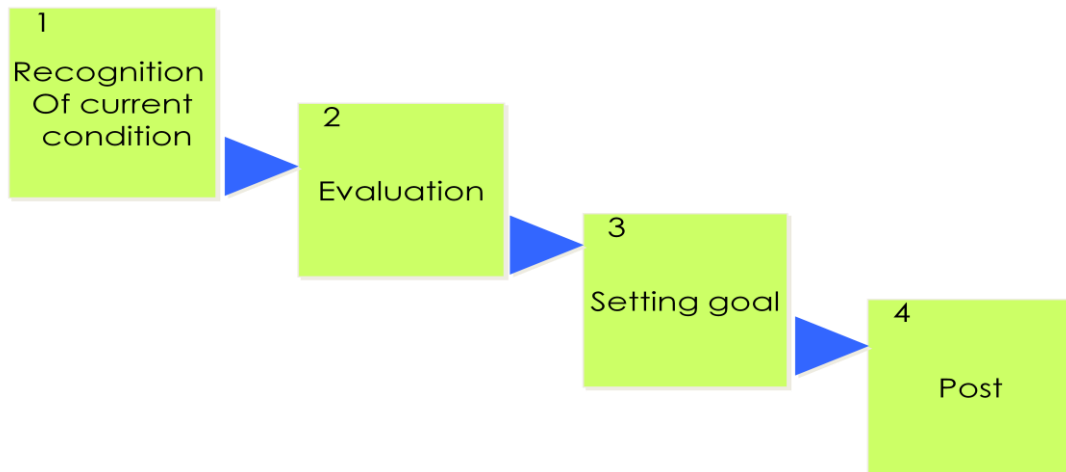 1
Recognition
Of current
condition
2
Evaluation
3
Setting goal
4
Post